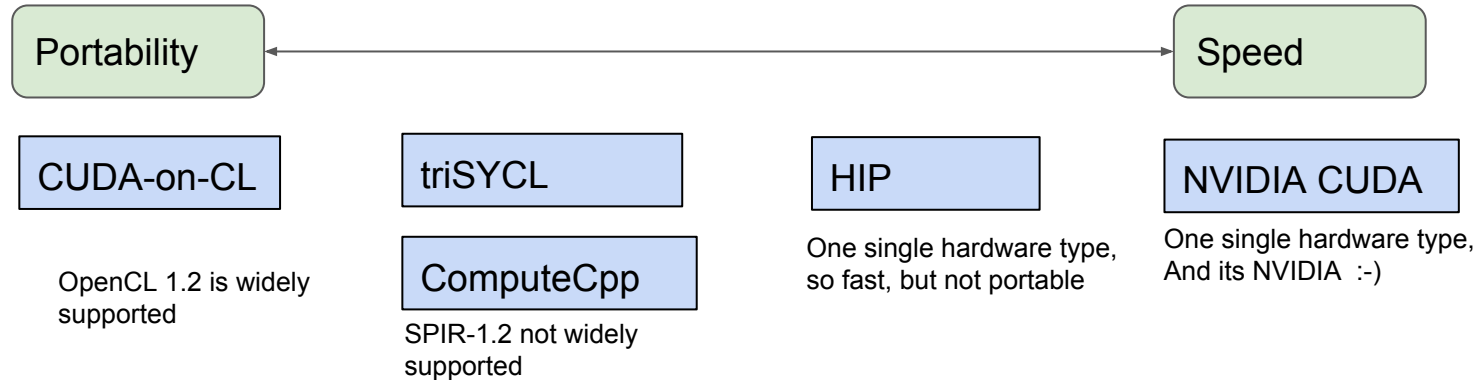 Portability
Speed
CUDA-on-CL
triSYCL
HIP
NVIDIA CUDA
OpenCL 1.2 is widely
supported
ComputeCpp
SPIR-1.2 not widely
supported
One single hardware type,
so fast, but not portable
One single hardware type,
And its NVIDIA  :-)